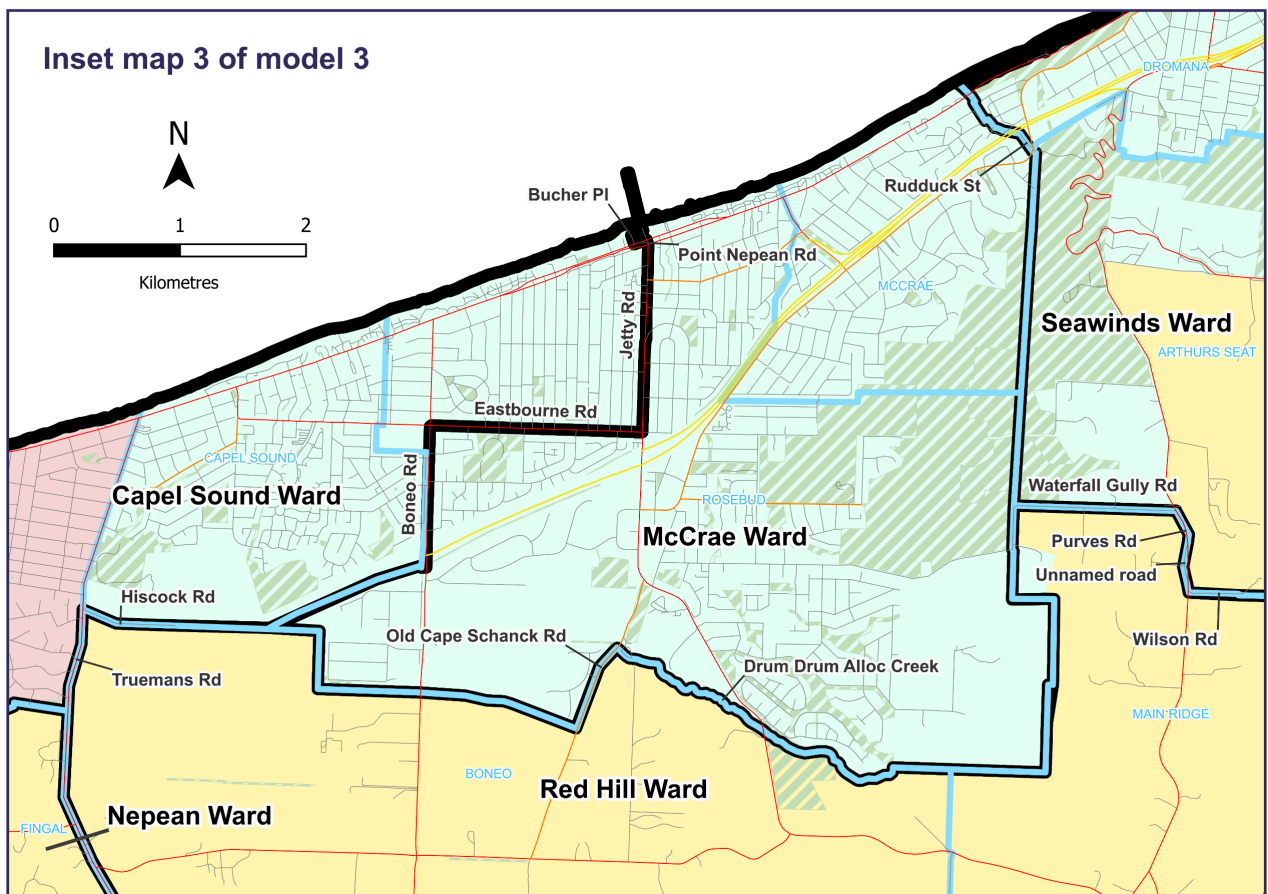 Inset map 3 of model 3
DROMANA
N
Rudduck St
Bucher Pl
0 1 2
Kilometres
Point Nepean Rd
MCCRAE
Jetty Rd
Seawinds Ward
ARTHURS SEAT
Eastbourne Rd
CAPEL SOUND
Boneo Rd
Capel Sound Ward
Waterfall Gully Rd
ROSEBUD
McCrae Ward
Purves Rd
Unnamed road
Hiscock Rd
Old Cape Schanck Rd
Wilson Rd
Drum Drum Alloc Creek
Truemans Rd
MAIN RIDGE
BONEO
Red Hill Ward
Nepean Ward
FINGAL